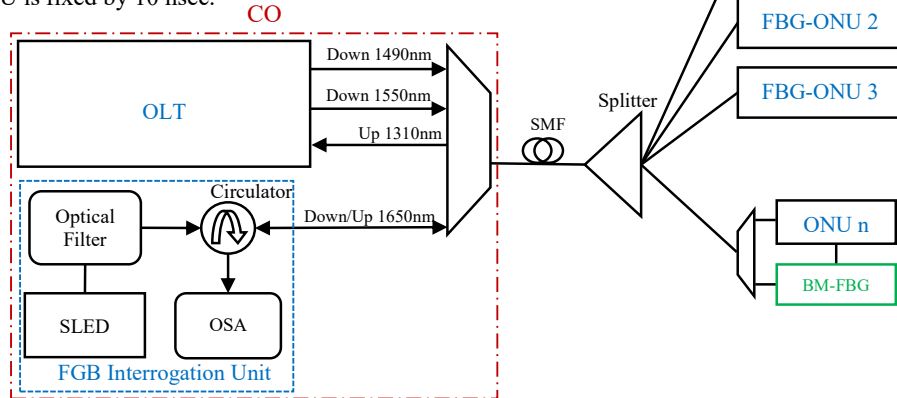 U is fixed by 10 nsec.
CO
FBG-ONU 2
Down 1490nm
OLT
Down 1550nm
FBG-ONU 3
Splitter
Up 1310nm
SMF
Circulator
Optical
Filter
Down/Up 1650nm
ONU n
BM-FBG
SLED
OSA
FGB Interrogation Unit